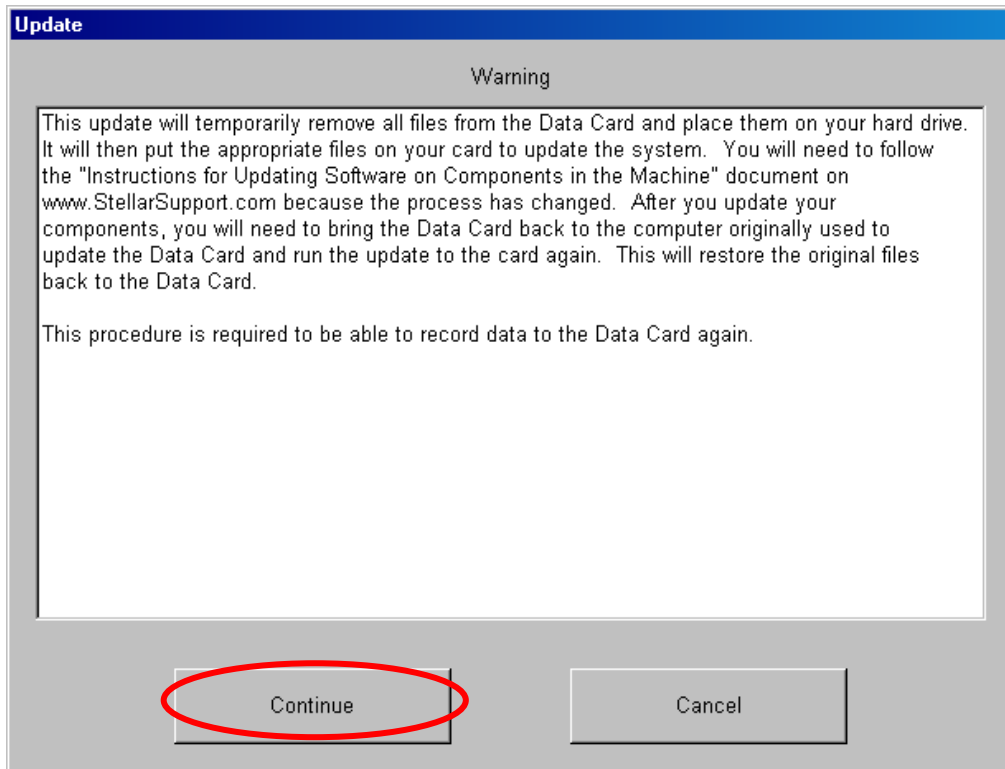 Update
Warning
This update will temporarily remove all files from the Data Card and place them on your hard drive.
It will then put the appropriate files on your card to update the system.  You will need to follow
the "Instructions for Updating Software on Components in the Machine" document on
www.StellarSupport.com because the process has changed.  After you update your
components, you will need to bring the Data Card back to the computer originally used to
update the Data Card and run the update to the card again.  This will restore the original files
back to the Data Card.
This procedure is required to be able to record data to the Data Card again.
Continue
Cancel